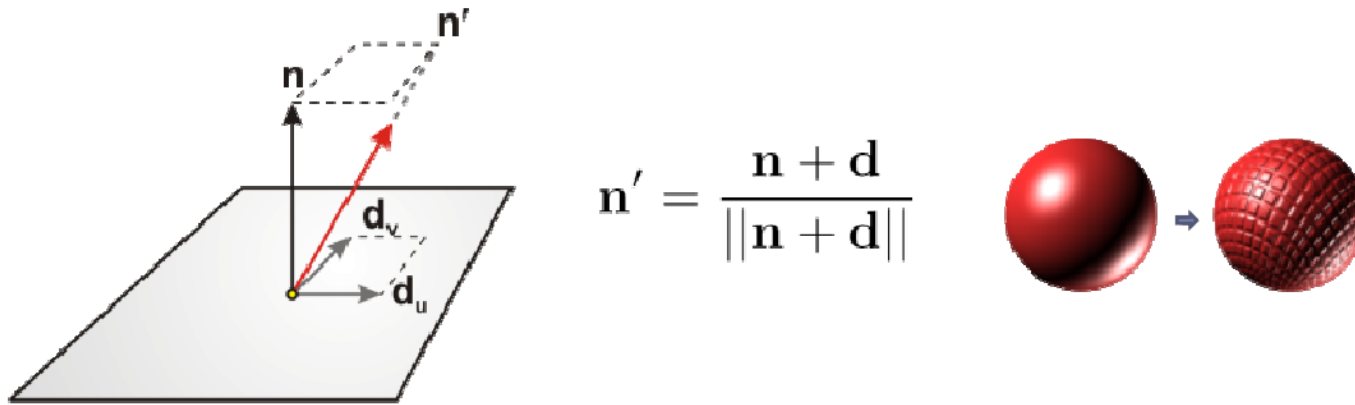 n'
n
d_v
d_u
n′ = (n + d) / ||n + d||